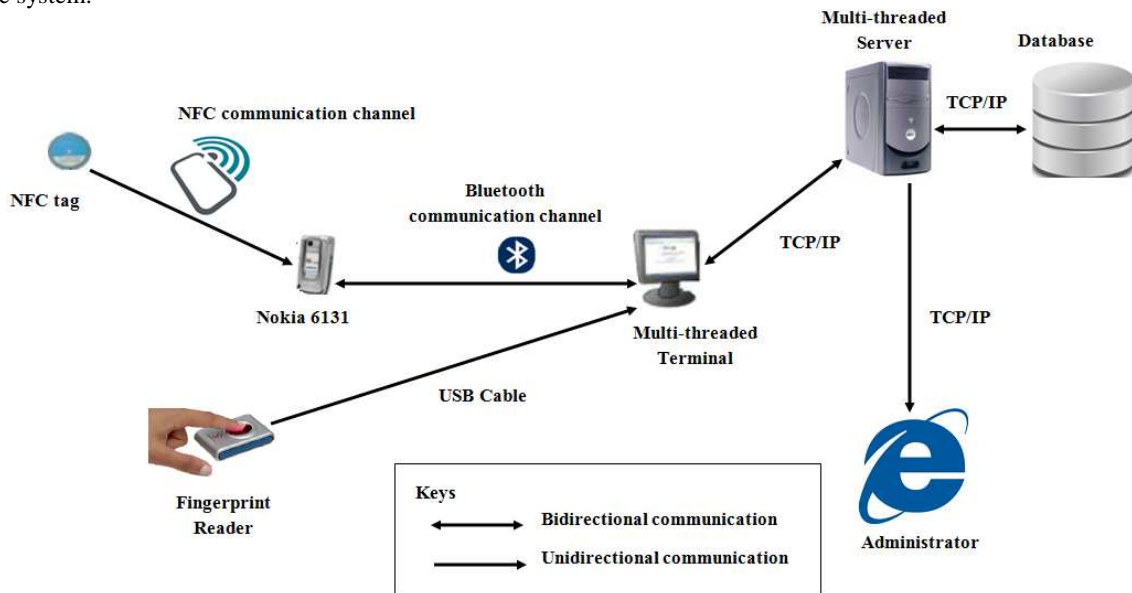 e system.
Multi-threaded
Server
Database
TCP/IP
NFC communication channel
NFC tag
Bluetooth
communication channel
TCP/IP
Nokia 6131
Multi-threaded
Terminal
TCP/IP
USB Cable
Fingerprint
Reader
Keys
Bidirectional communication
Unidirectional communication
Administrator